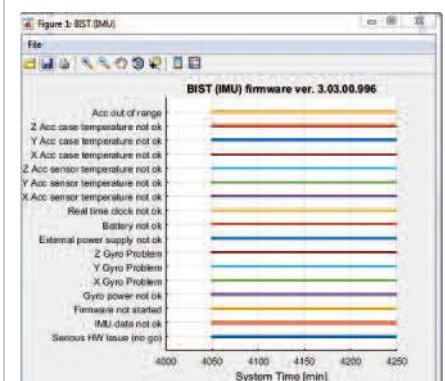 Figure 1: BIST (IMU)
File
BIST (IMU) firmware ver. 3.03.00.996
Acc out of range
Z Acc case temperature not ok
Y Acc case temperature not ok
X Acc case temperature not ok
Z Acc sensor temperature not ok
Y Acc sensor temperature not ok
X Acc sensor temperature not ok
Real time clock not ok
Battery not ok
External power supply not ok
Z Gyro Problem
Y Gyro Problem
X Gyro Problem
Gyro power not ok
Firmware not started
IMU data not ok
Serious HW issue (no go)
4000 4050 4100 4150 4200 4250
System Time [min]